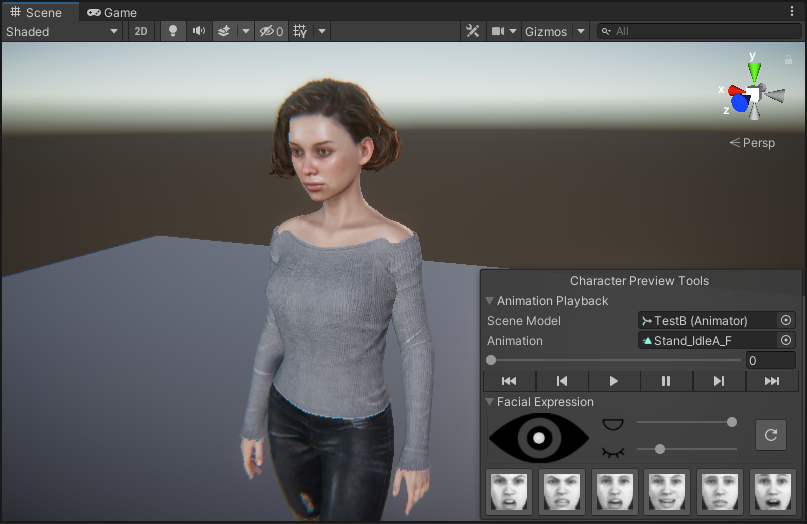 Scene Game
Shaded 2D 0 Gizmos All
y
x
z
Persp
Character Preview Tools
Animation Playback
Scene Model TestB (Animator)
Animation Stand_IdleA_F
0
Facial Expression